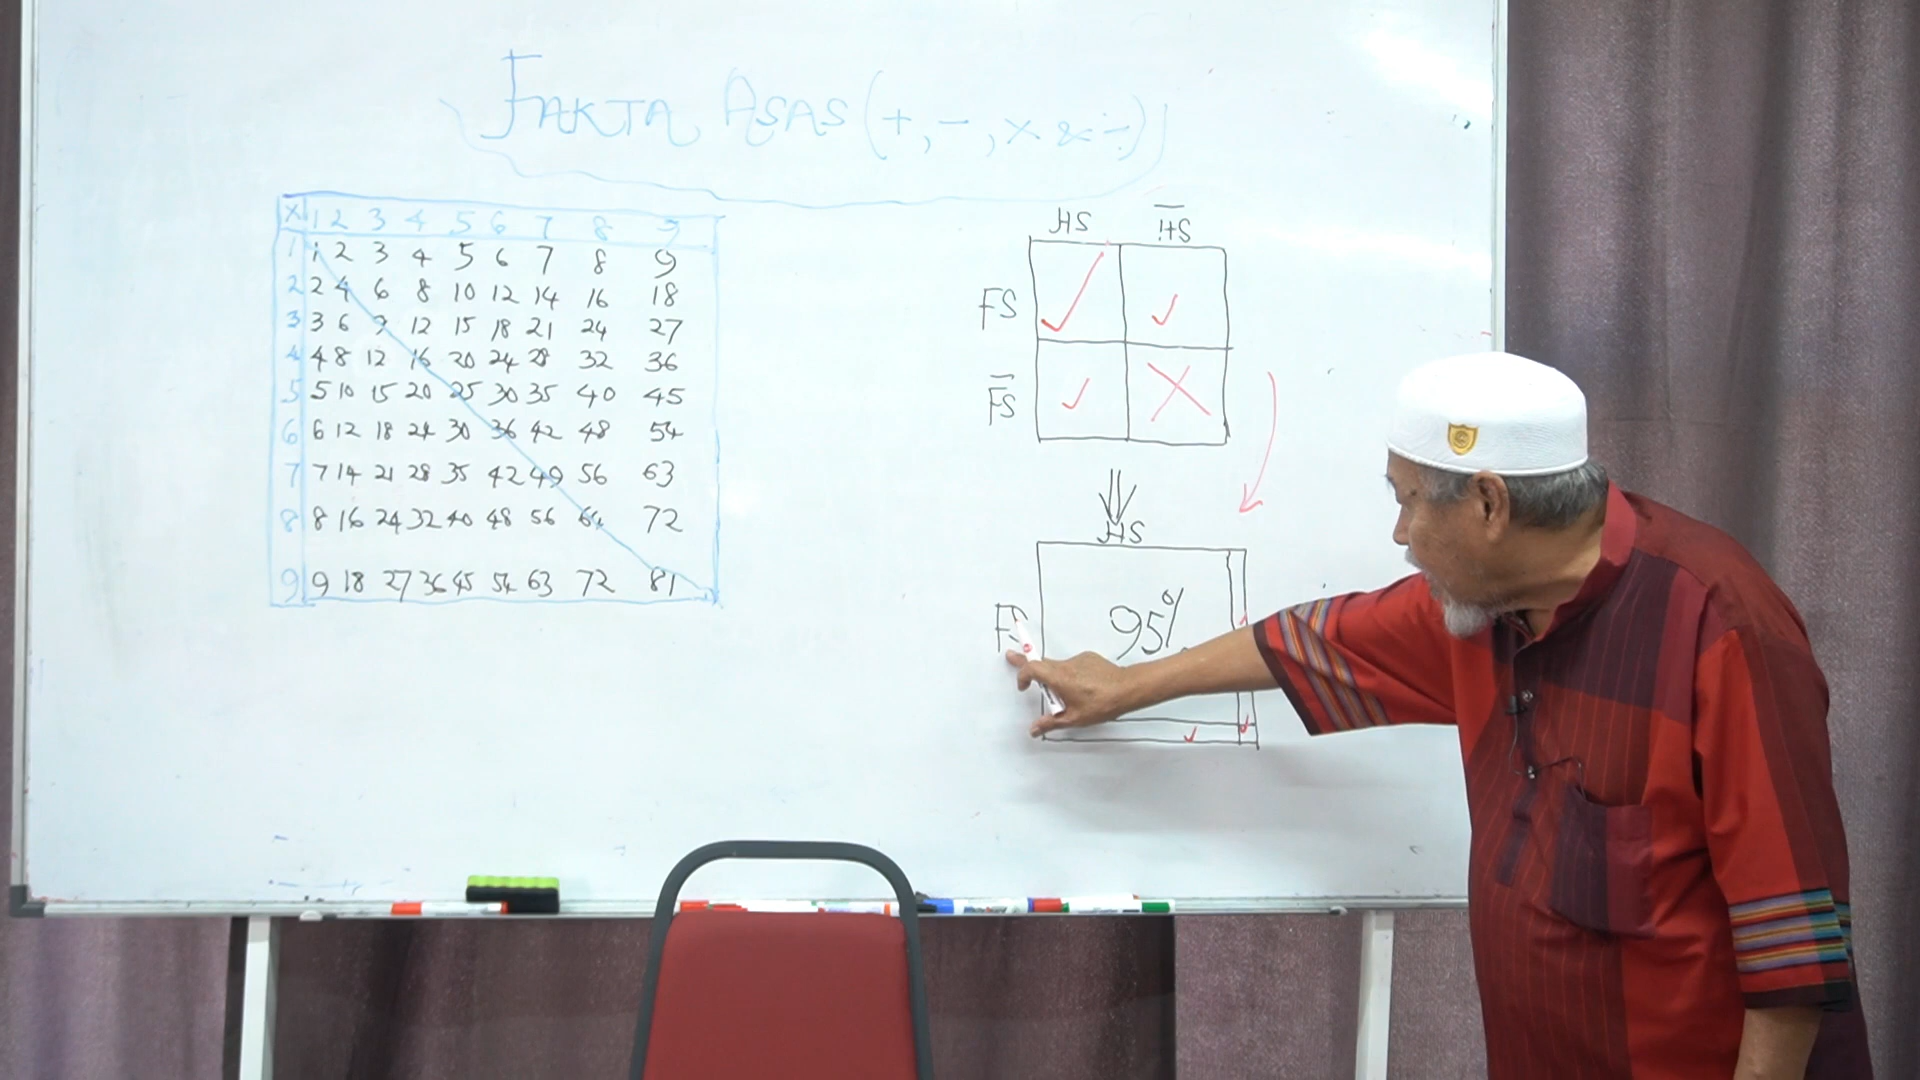 FAKTA ASAS (+, -, × & ÷)
× 1 2 3 4 5 6 7 8 9
1 1 2 3 4 5 6 7 8 9
2 2 4 6 8 10 12 14 16 18
3 3 6 9 12 15 18 21 24 27
4 4 8 12 16 20 24 28 32 36
5 5 10 15 20 25 30 35 40 45
6 6 12 18 24 30 36 42 48 54
7 7 14 21 28 35 42 49 56 63
8 8 16 24 32 40 48 56 64 72
9 9 18 27 36 45 54 63 72 81
HS H̅S̅
FS ✓ ✓
F̅S̅ ✓ ✗
HS
FS 95%